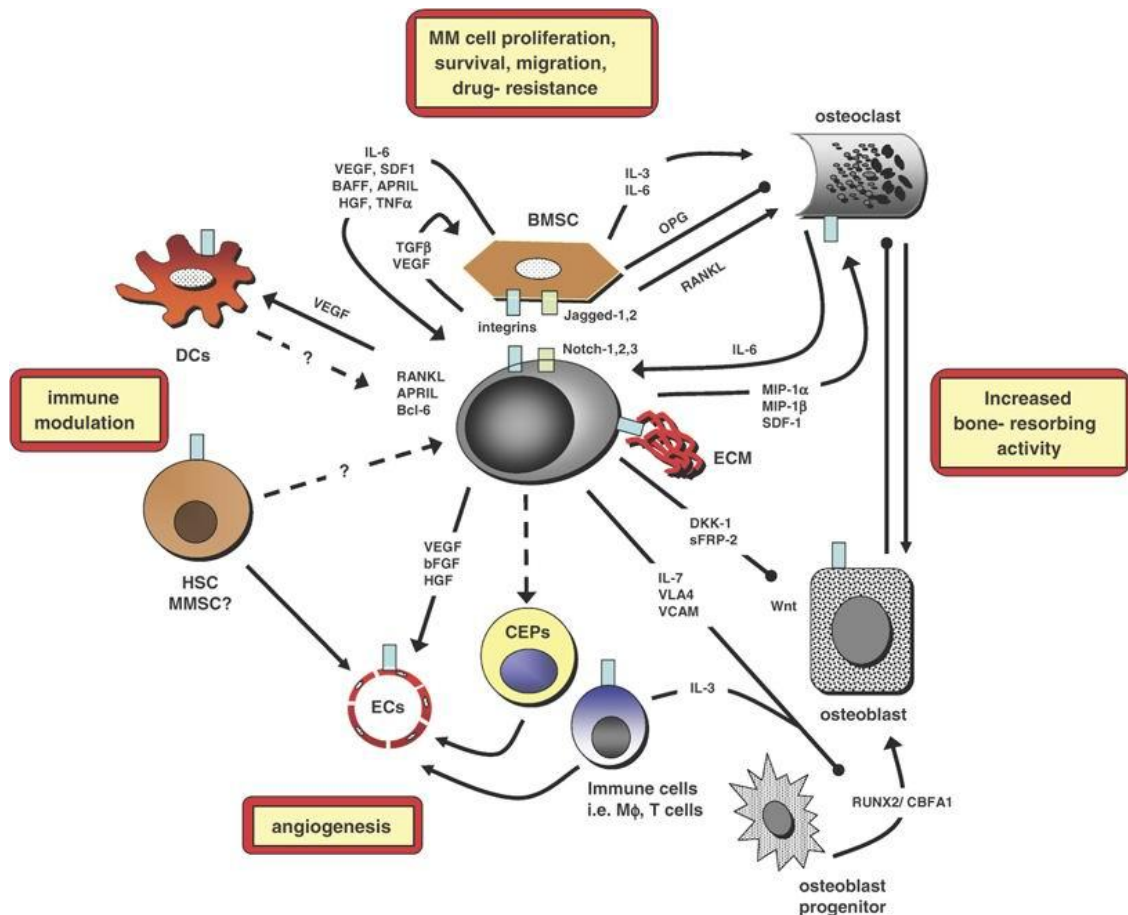 MM cell proliferation,
survival, migration,
drug- resistance
osteoclast
IL-6
VEGF, SDF1
BAFF, APRIL
HGF, TNFα
IL-3
IL-6
BMSC
OPG
TGFβ
VEGF
RANKL
VEGF
integrins
Jagged-1,2
DCs
?
Notch-1,2,3
IL-6
RANKL
APRIL
Bcl-6
MIP-1α
MIP-1β
SDF-1
immune
modulation
Increased
bone- resorbing
activity
ECM
?
DKK-1
sFRP-2
VEGF
bFGF
HGF
HSC
MMSC?
IL-7
VLA4
VCAM
Wnt
CEPs
IL-3
ECs
osteoblast
Immune cells
i.e. Mϕ, T cells
RUNX2/ CBFA1
angiogenesis
osteoblast
progenitor